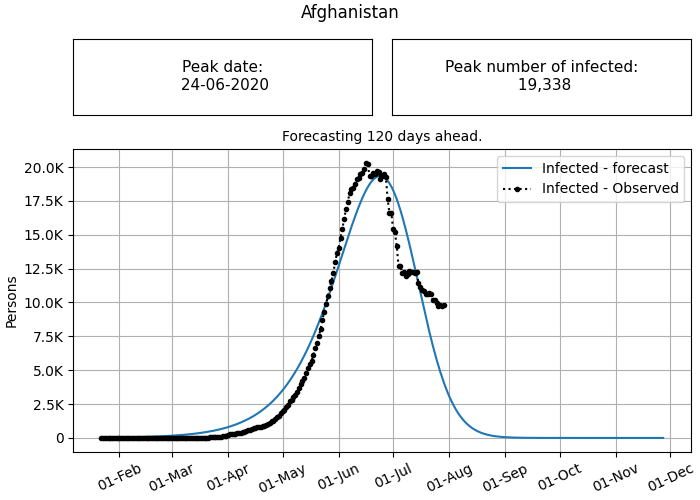 Afghanistan
Peak date:
24-06-2020
Peak number of infected:
19,338
Forecasting 120 days ahead.
Infected - forecast
Infected - Observed
Persons
20.0K
17.5K
15.0K
12.5K
10.0K
7.5K
5.0K
2.5K
0
01-Feb
01-Mar
01-Apr
01-May
01-Jun
01-Jul
01-Aug
01-Sep
01-Oct
01-Nov
01-Dec